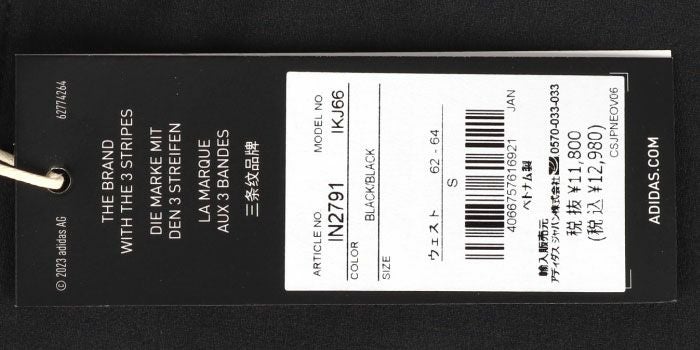 62774264
© 2023 adidas AG
THE BRAND
WITH THE 3 STRIPES
DIE MARKE MIT
DEN 3 STREIFEN
LA MARQUE
AUX 3 BANDES
三条纹品牌
ARTICLE NO
MODEL NO
IN2791
IKJ66
COLOR
BLACK/BLACK
SIZE
ウェスト 62 - 64
S
JAN
4066757616921
ベトナム製
輸入販売元
アディダス ジャパン株式会社 0570-033-033
税 抜 ¥11,800
(税 込 ¥12,980)
CSJPNEOV06
ADIDAS.COM